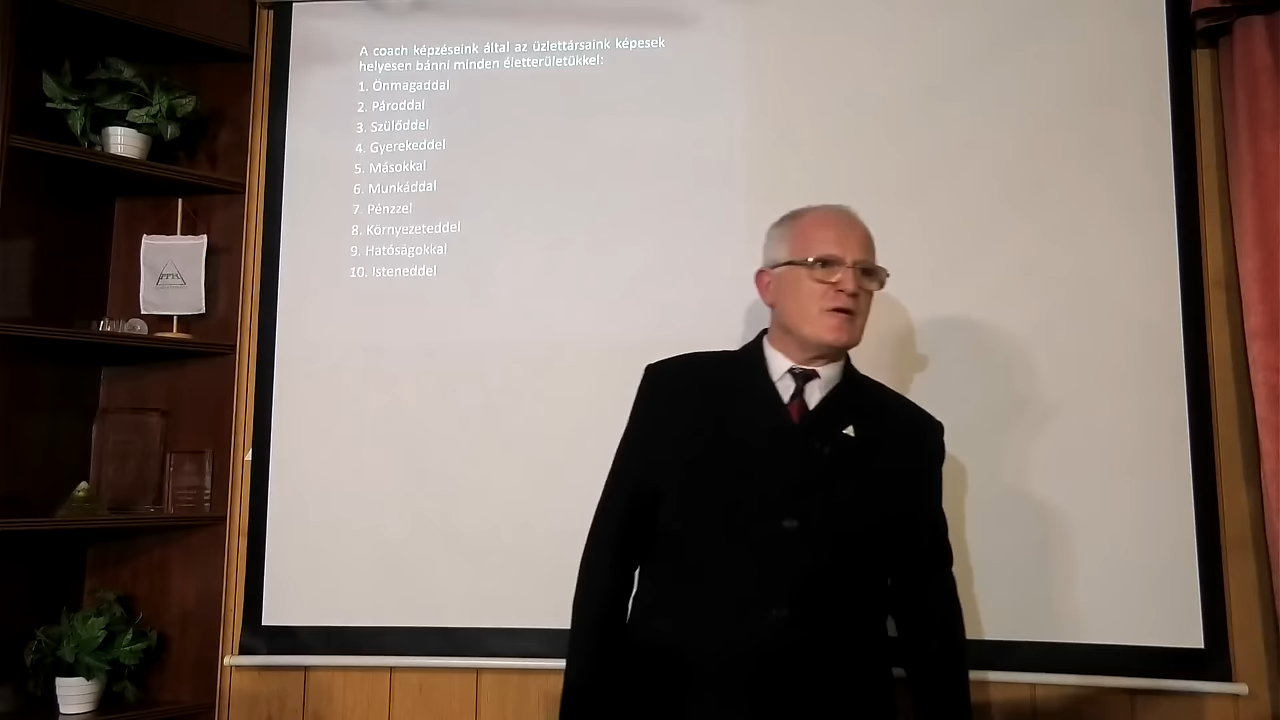 A coach képzéseink által az üzlettársaink képesek
helyesen bánni minden életterületükkel:
1. Önmagaddal
2. Pároddal
3. Szülőddel
4. Gyerekeddel
5. Másokkal
6. Munkáddal
7. Pénzzel
8. Környezeteddel
9. Hatóságokkal
10. Isteneddel